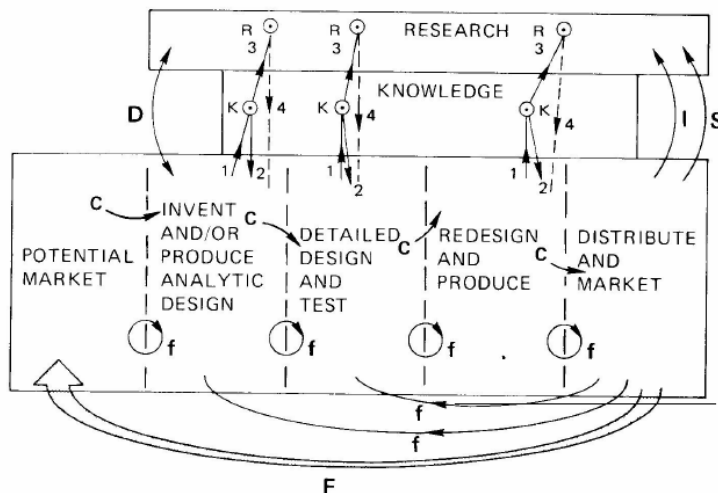 R R R
3 3 3
RESEARCH
KNOWLEDGE
D K 4 K 4 K 4 I S
1 2 1 2 1 2
C C C C
POTENTIAL
MARKET
INVENT
AND/OR
PRODUCE
ANALYTIC
DESIGN
DETAILED
DESIGN
AND
TEST
REDESIGN
AND
PRODUCE
DISTRIBUTE
AND
MARKET
f f f f
f
f
F